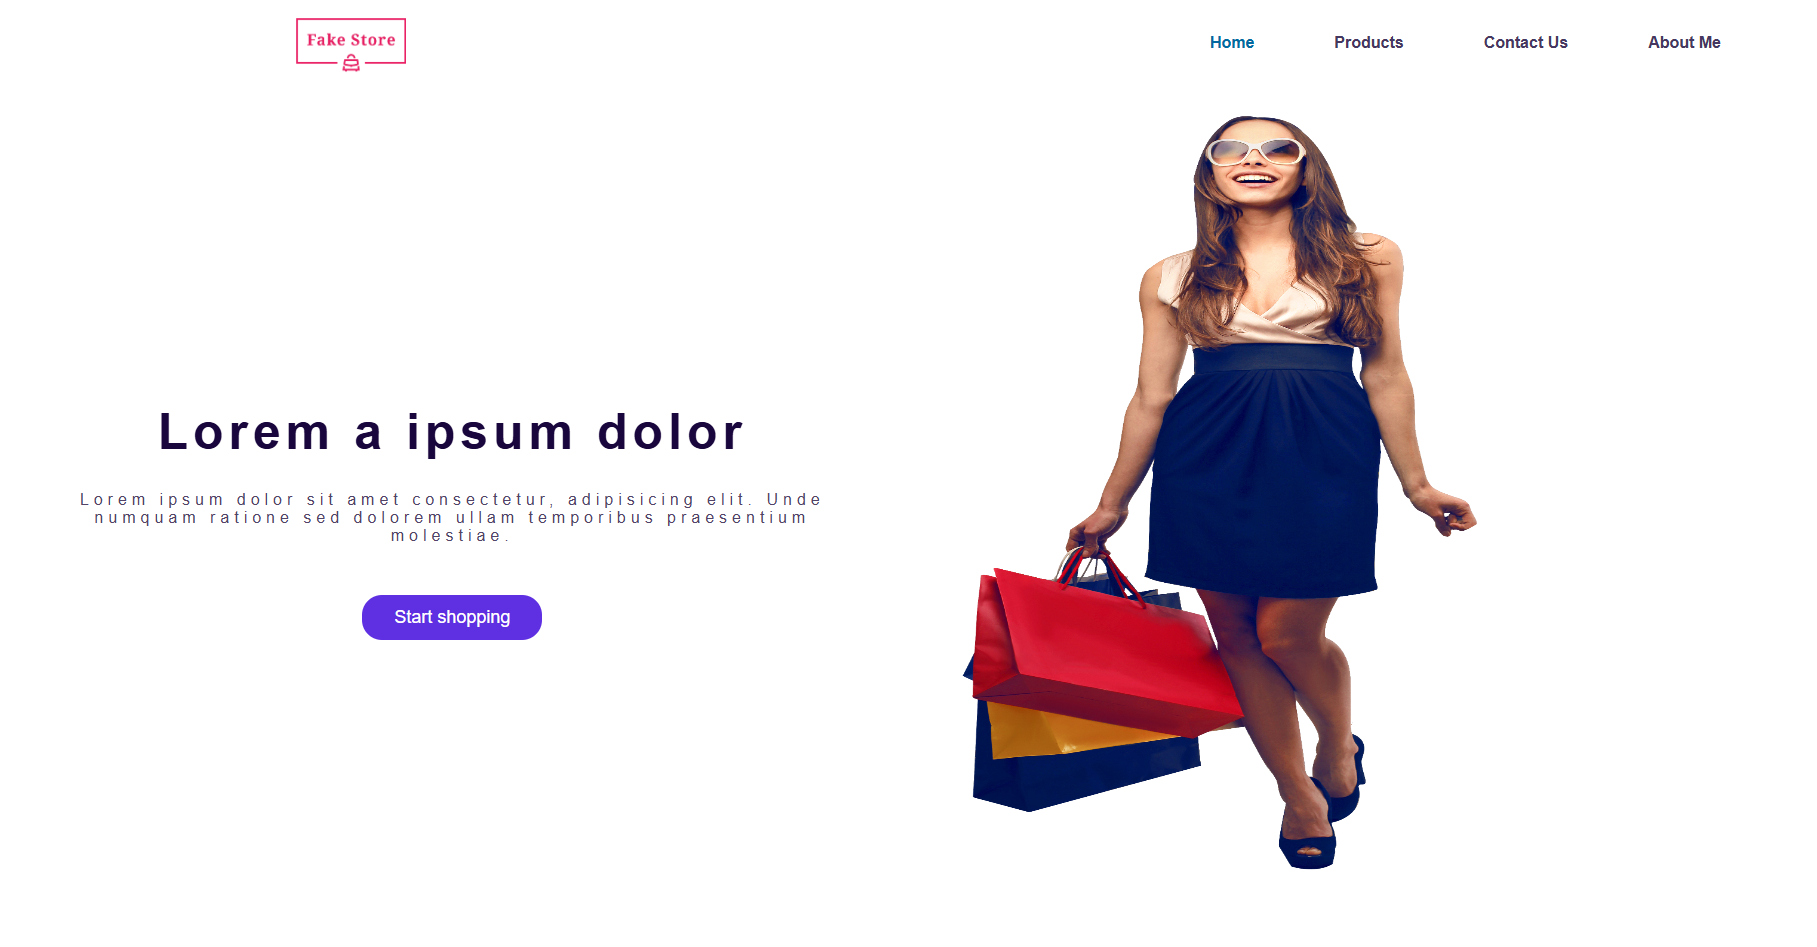 Fake Store
Home
Products
Contact Us
About Me
Lorem a ipsum dolor
Lorem ipsum dolor sit amet consectetur, adipisicing elit. Unde
numquam ratione sed dolorem ullam temporibus praesentium
molestiae.
Start shopping